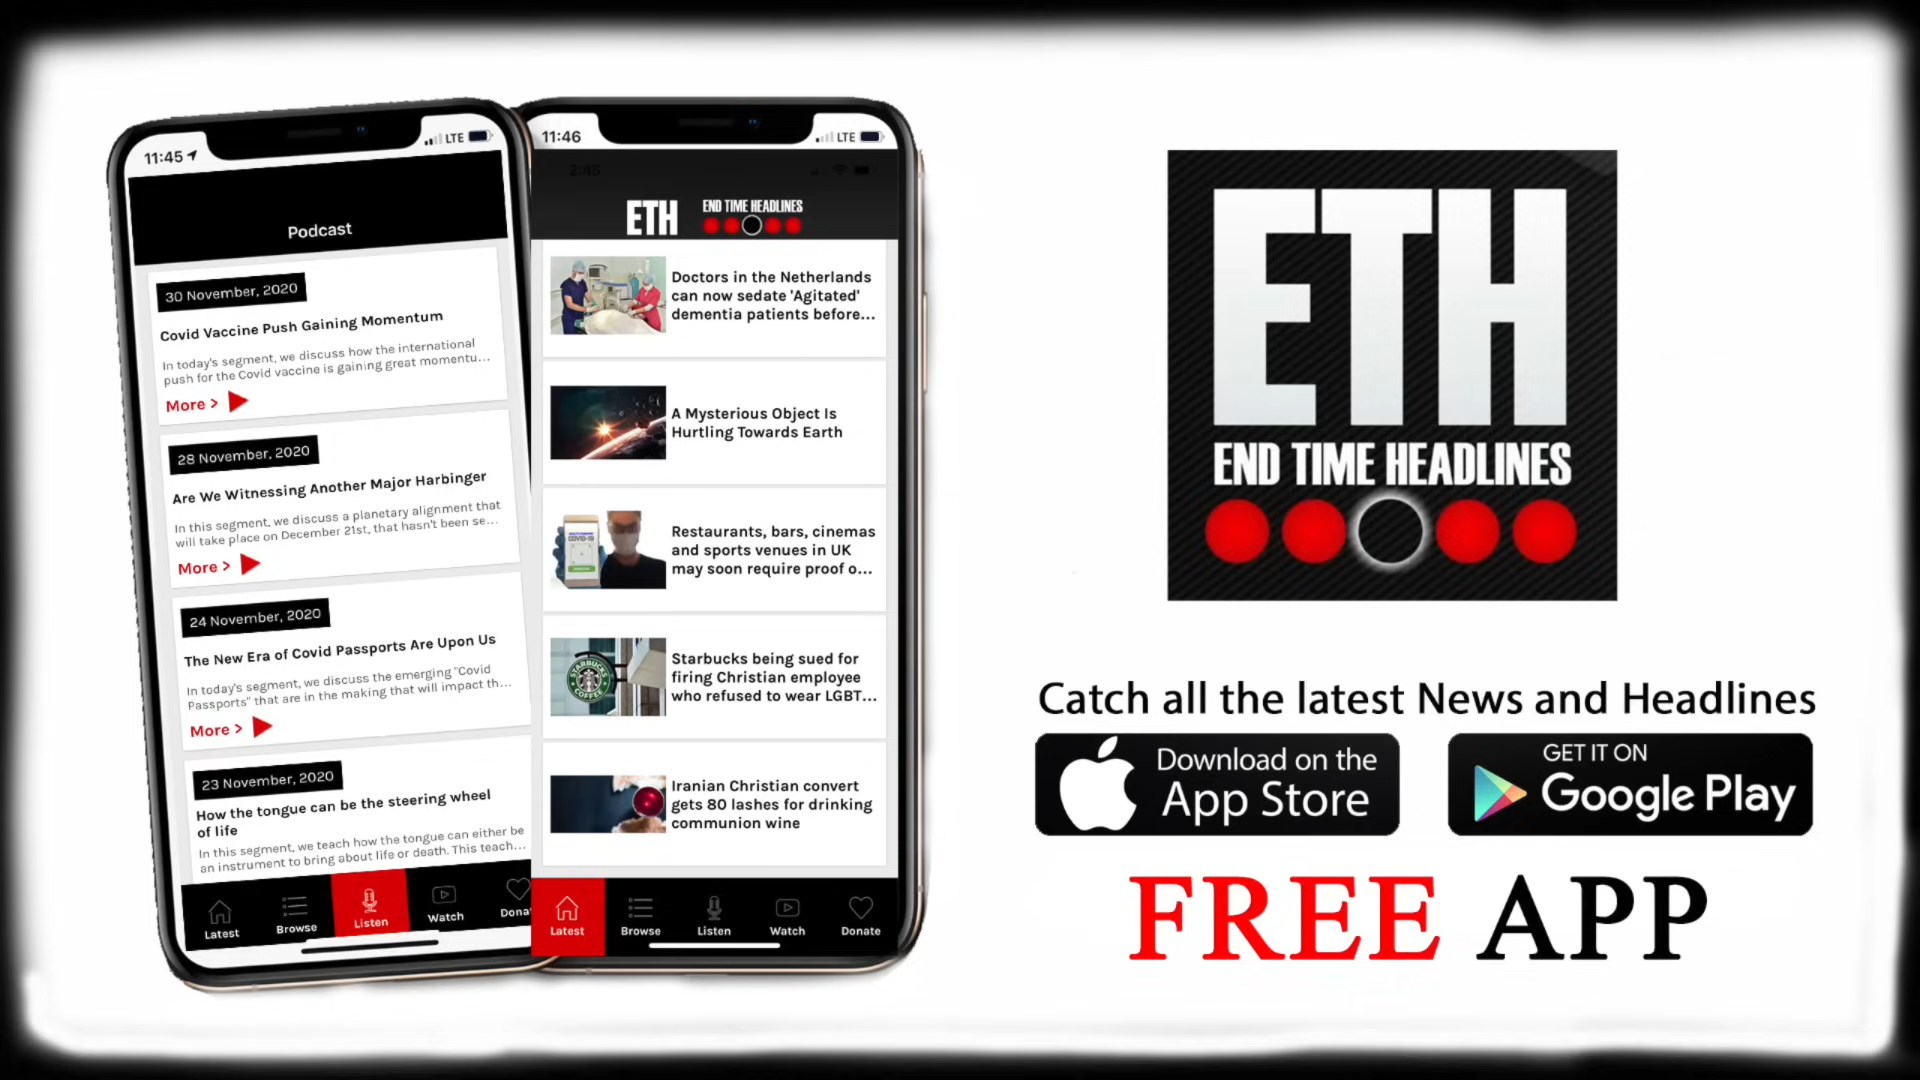 11:45
LTE
Podcast
30 November, 2020
Covid Vaccine Push Gaining Momentum
In today's segment, we discuss how the international
push for the Covid vaccine is gaining great momentu...
More >
28 November, 2020
Are We Witnessing Another Major Harbinger
In this segment, we discuss a planetary alignment that
will take place on December 21st, that hasn't been se...
More >
24 November, 2020
The New Era of Covid Passports Are Upon Us
In today's segment, we discuss the emerging "Covid
Passports" that are in the making that will impact th...
More >
23 November, 2020
How the tongue can be the steering wheel
of life
In this segment, we teach how the tongue can either be
an instrument to bring about life or death. This teach...
Latest
Browse
Listen
Watch
Dona
11:46
LTE
2:45
ETH
END TIME HEADLINES
Doctors in the Netherlands
can now sedate 'Agitated'
dementia patients before...
A Mysterious Object Is
Hurtling Towards Earth
COVID-19
Restaurants, bars, cinemas
and sports venues in UK
may soon require proof o...
STARBUCKS
COFFEE
Starbucks being sued for
firing Christian employee
who refused to wear LGBT...
Iranian Christian convert
gets 80 lashes for drinking
communion wine
Latest
Browse
Listen
Watch
Donate
ETH
END TIME HEADLINES
Catch all the latest News and Headlines
Download on the
App Store
GET IT ON
Google Play
FREE APP